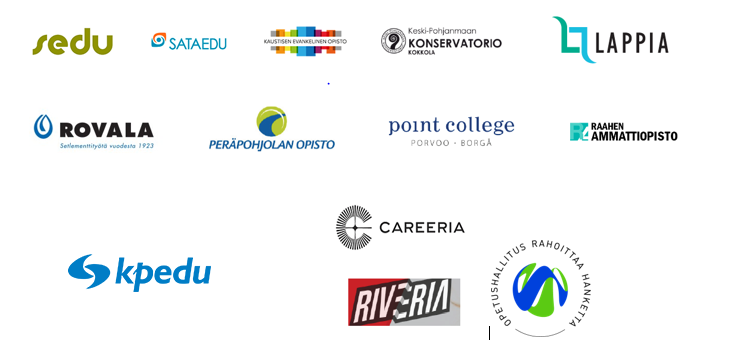 sedu
SATAEDU
KAUSTISEN EVANKELINEN OPISTO
Keski-Pohjanmaan
KONSERVATORIO
KOKKOLA
LAPPIA
ROVALA
Setlementtityötä vuodesta 1923
PERÄPOHJOLAN OPISTO
point college
PORVOO - BORGÅ
RAAHEN
AMMATTIOPISTO
CAREERIA
kpedu
RIVERIA
OPETUSHALLITUS RAHOITTAA HANKETTA